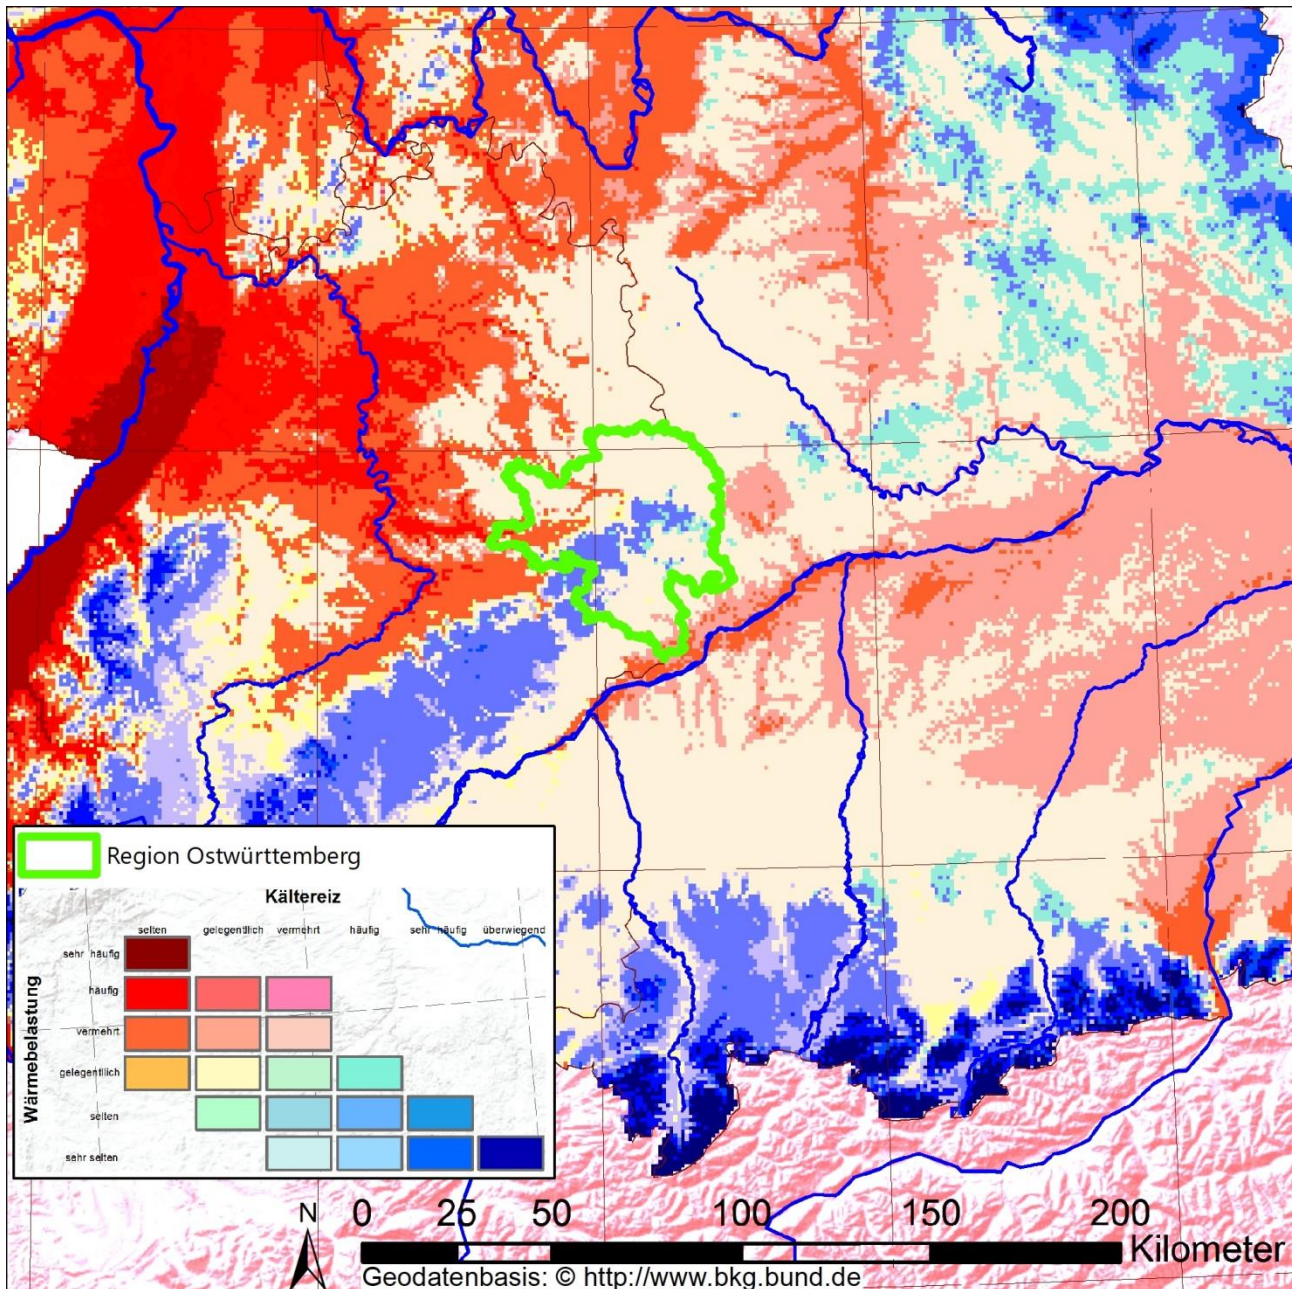 Region Ostwürttemberg
Kältereiz
selten gelegentlich vermehrt häufig sehr häufig überwiegend
Wärmebelastung
sehr häufig
häufig
vermehrt
gelegentlich
selten
sehr selten
N
0 25 50 100 150 200
Kilometer
Geodatenbasis: © http://www.bkg.bund.de